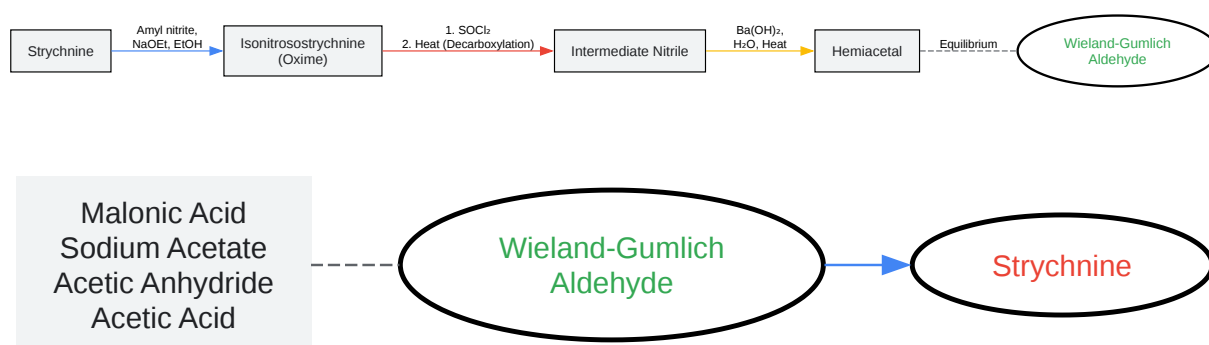 Strychnine
Amyl nitrite,
NaOEt, EtOH
Isonitrosostrychnine
(Oxime)
1. SOCl₂
2. Heat (Decarboxylation)
Intermediate Nitrile
Ba(OH)₂,
H₂O, Heat
Hemiacetal
Equilibrium
Wieland-Gumlich
Aldehyde
Malonic Acid
Sodium Acetate
Acetic Anhydride
Acetic Acid
Wieland-Gumlich
Aldehyde
Strychnine